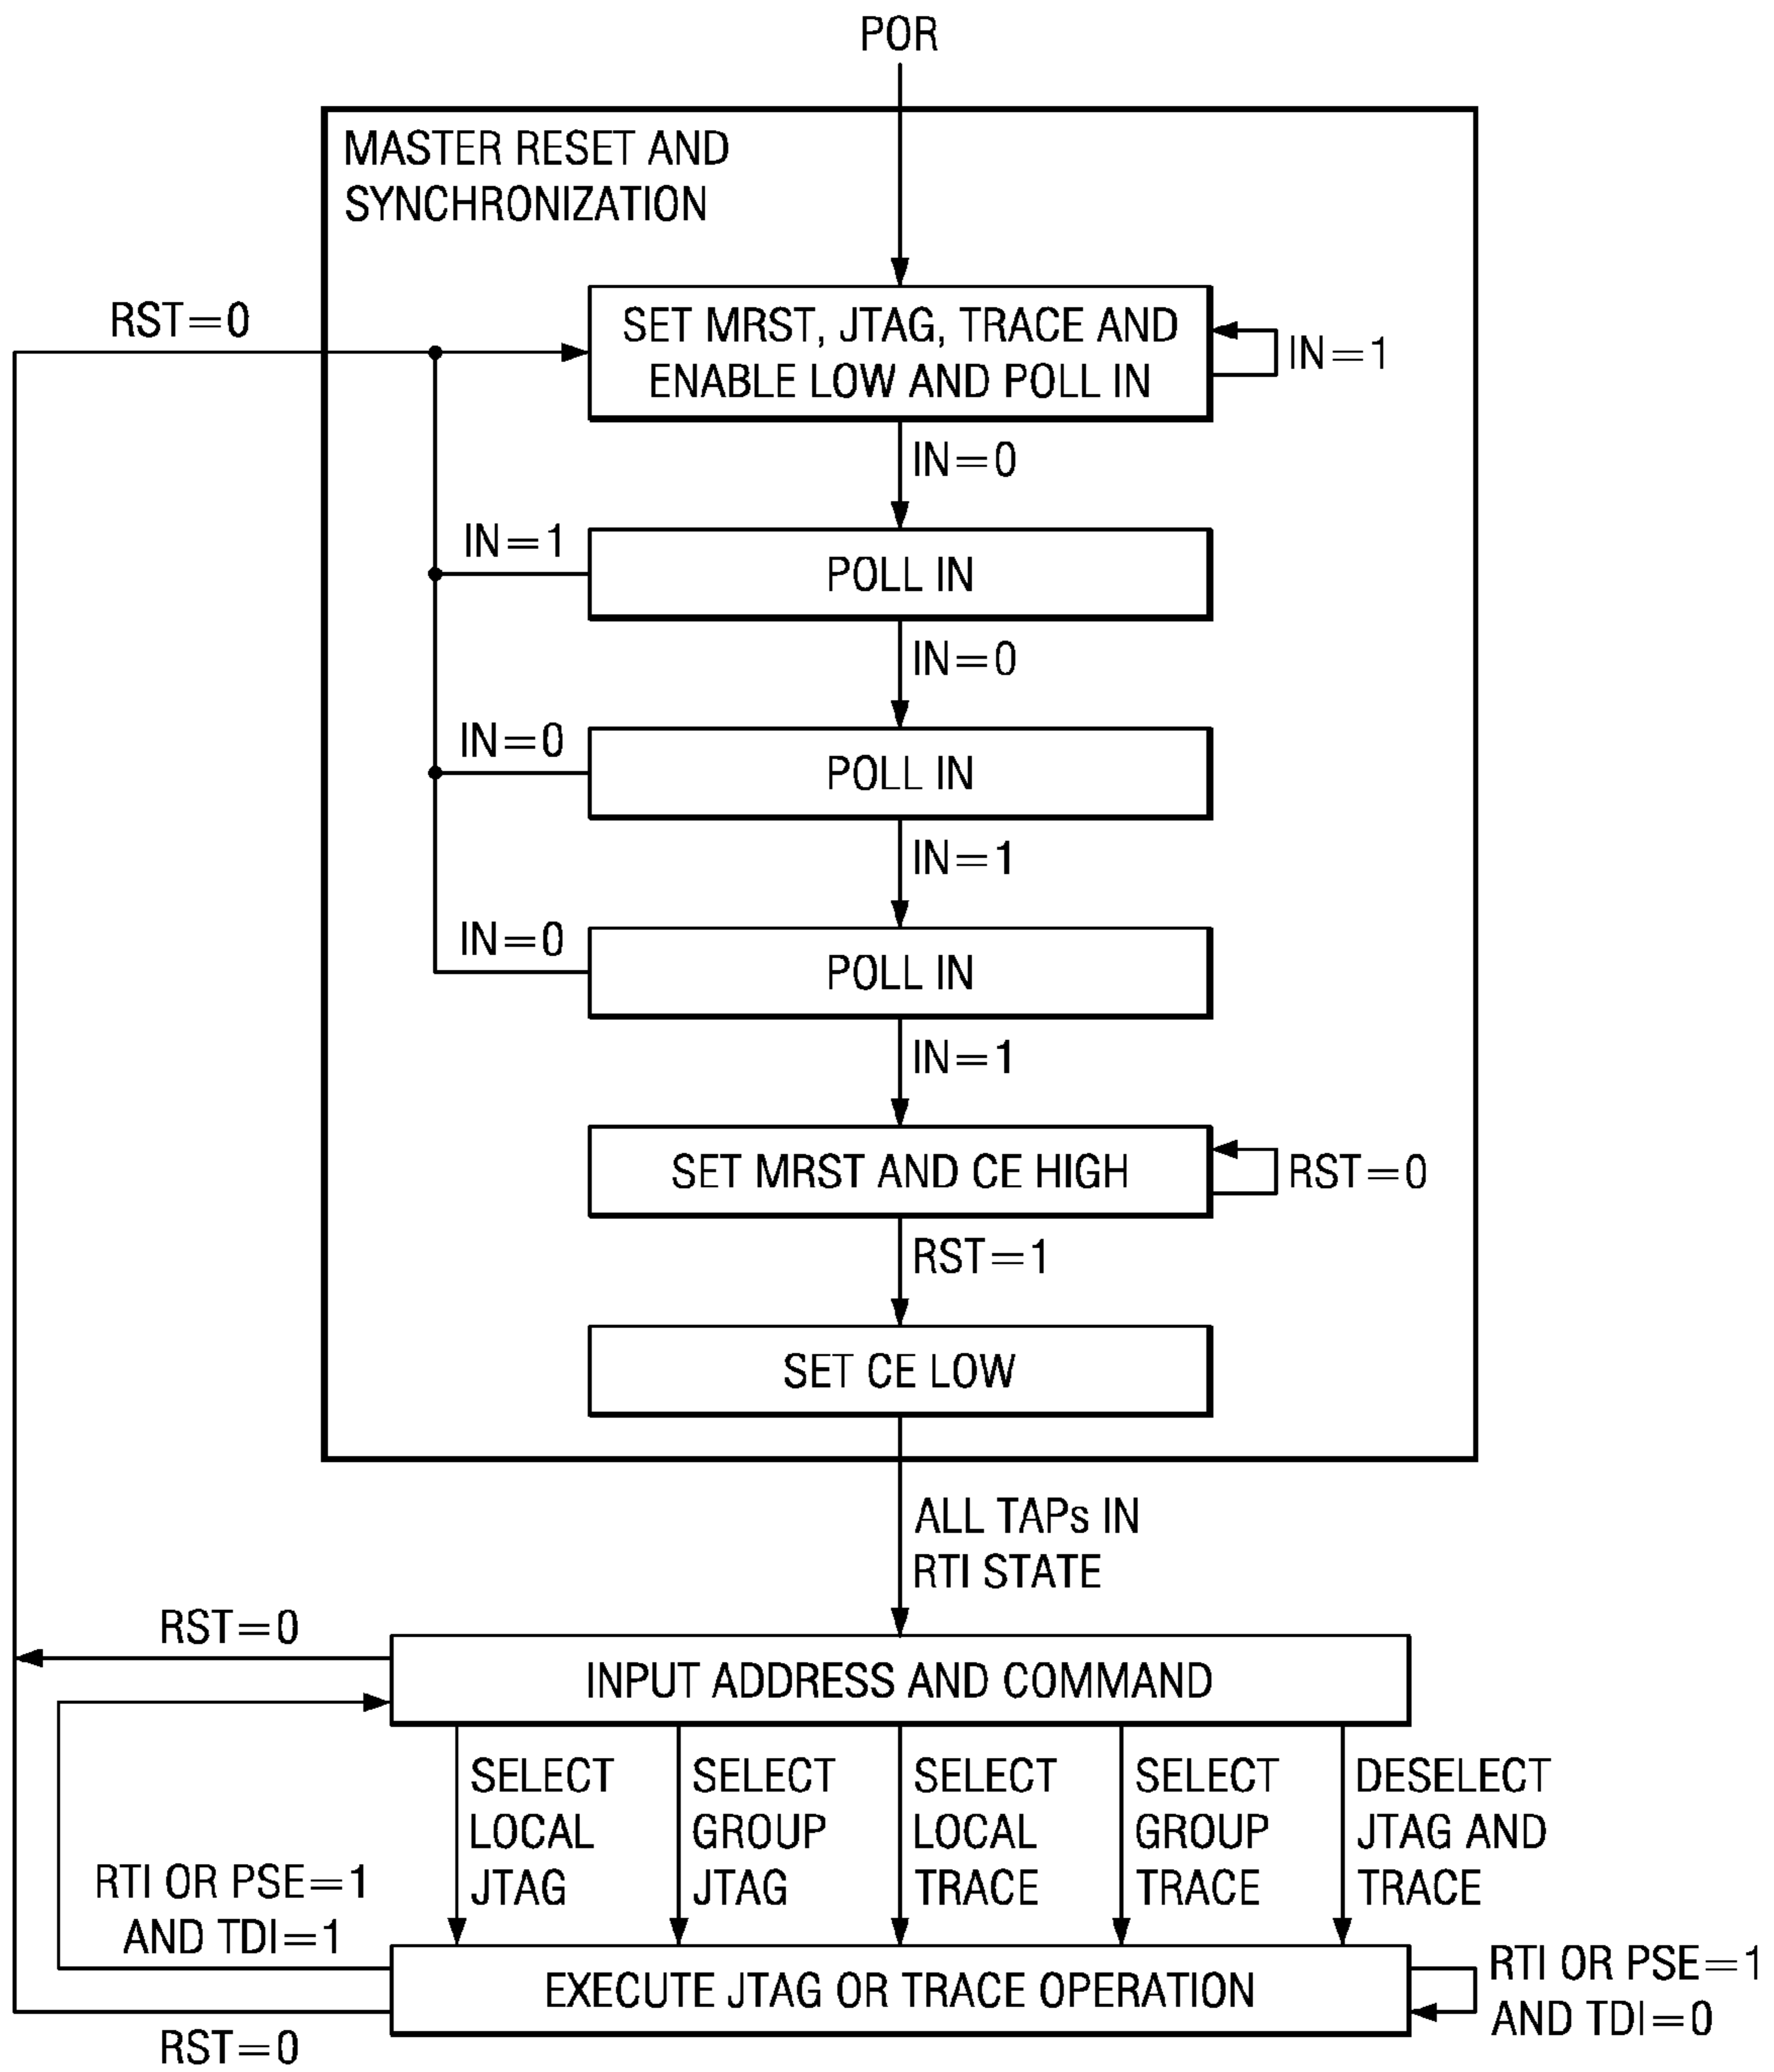 POR
MASTER RESET AND
SYNCHRONIZATION
RST=0
SET MRST, JTAG, TRACE AND
ENABLE LOW AND POLL IN
IN=1
IN=0
IN=1
POLL IN
IN=0
IN=0
POLL IN
IN=1
IN=0
POLL IN
IN=1
SET MRST AND CE HIGH
RST=0
RST=1
SET CE LOW
ALL TAPs IN
RTI STATE
RST=0
INPUT ADDRESS AND COMMAND
SELECT
LOCAL
JTAG
SELECT
GROUP
JTAG
SELECT
LOCAL
TRACE
SELECT
GROUP
TRACE
DESELECT
JTAG AND
TRACE
RTI OR PSE=1
AND TDI=1
EXECUTE JTAG OR TRACE OPERATION
RTI OR PSE=1
AND TDI=0
RST=0